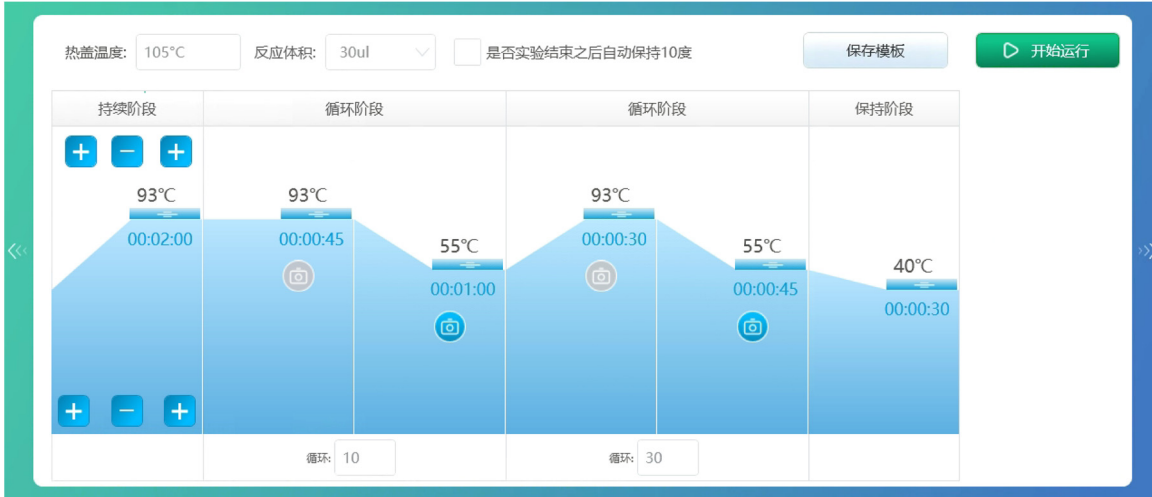 热盖温度: 105°C 反应体积: 30ul 是否实验结束之后自动保持10度 保存模板 开始运行
持续阶段 循环阶段 循环阶段 保持阶段
93℃ 93℃ 93℃
00:02:00 00:00:45 55℃ 00:00:30 55℃
40℃
00:01:00 00:00:45
00:00:30
循环: 10 循环: 30